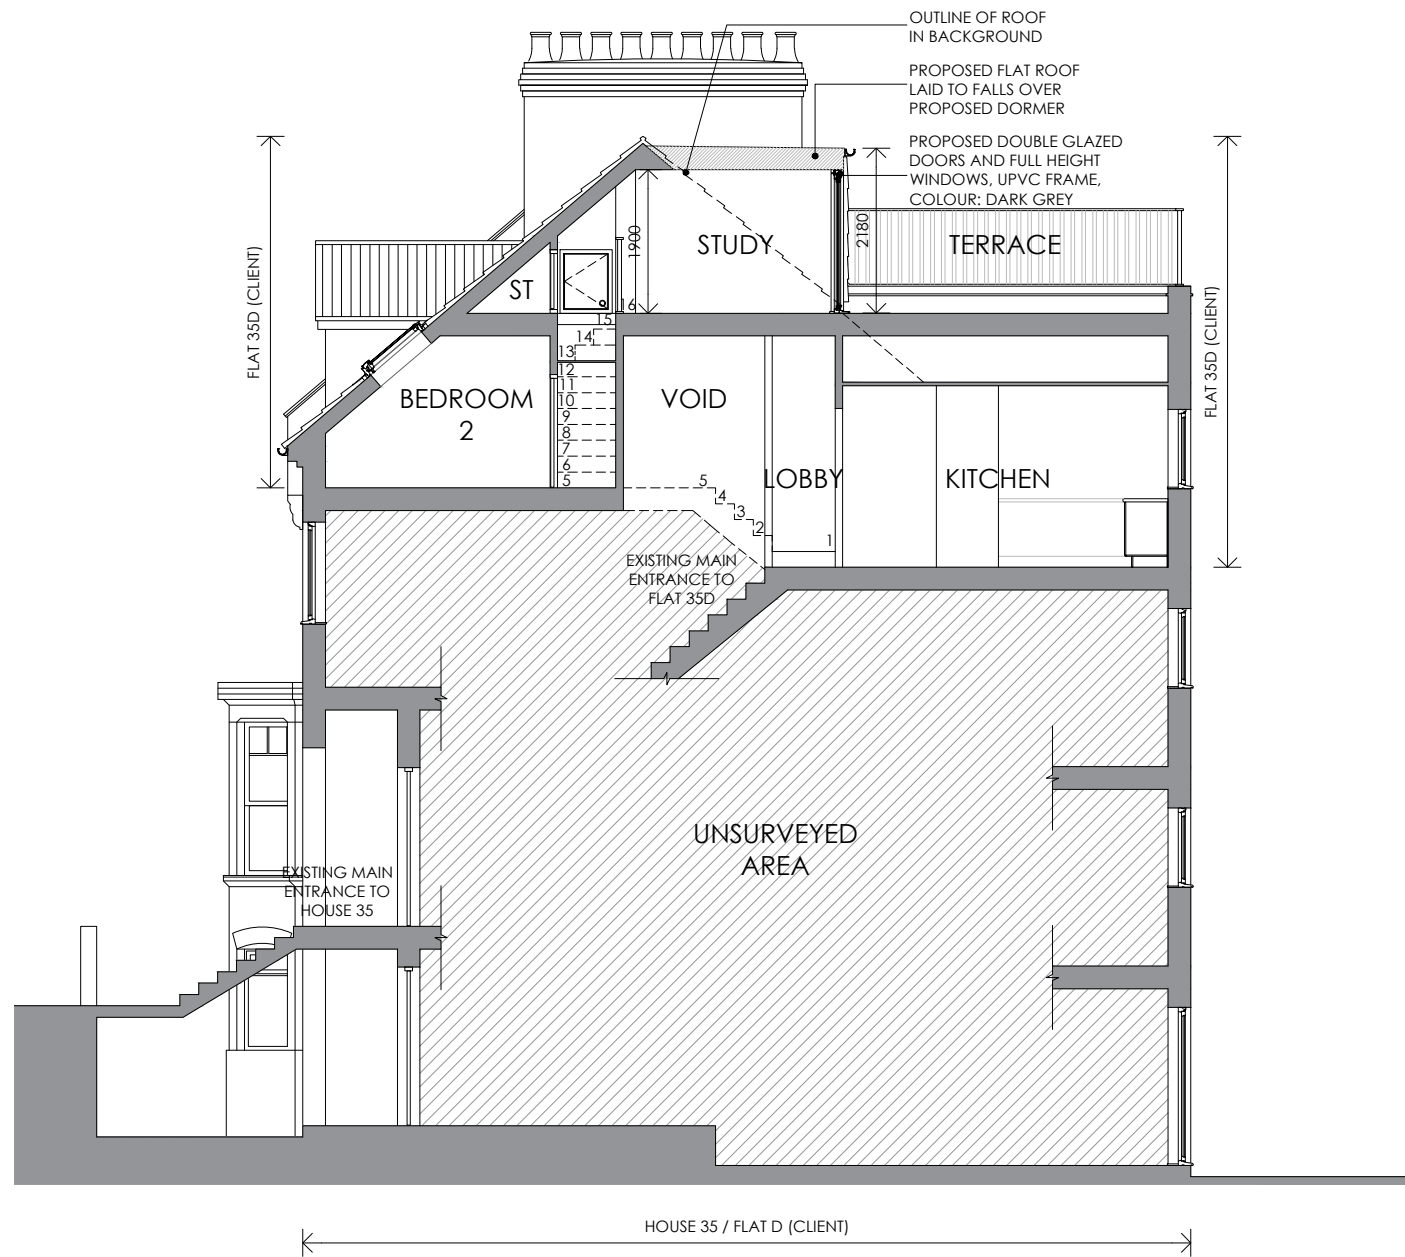 OUTLINE OF ROOF
IN BACKGROUND
PROPOSED FLAT ROOF
LAID TO FALLS OVER
PROPOSED DORMER
PROPOSED DOUBLE GLAZED
DOORS AND FULL HEIGHT
WINDOWS, UPVC FRAME,
COLOUR: DARK GREY
FLAT 35D (CLIENT)
1900
STUDY
2180
TERRACE
FLAT 35D (CLIENT)
ST
16
15
14
13
12
11
10
9
8
7
6
5
BEDROOM
2
VOID
LOBBY
KITCHEN
5
4
3
2
1
EXISTING MAIN
ENTRANCE TO
FLAT 35D
UNSURVEYED
AREA
EXISTING MAIN
ENTRANCE TO
HOUSE 35
HOUSE 35 / FLAT D (CLIENT)